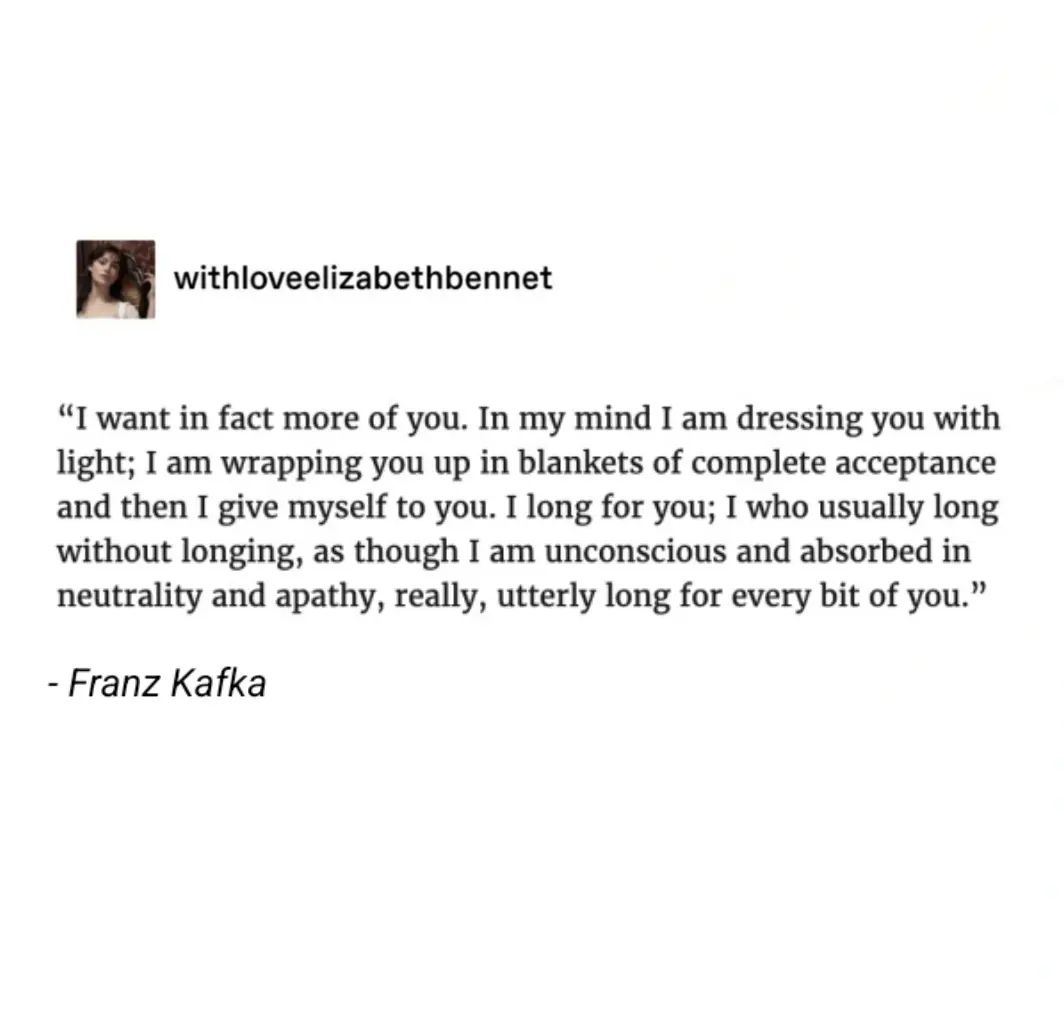 withloveelizabethbennet
“I want in fact more of you. In my mind I am dressing you with
light; I am wrapping you up in blankets of complete acceptance
and then I give myself to you. I long for you; I who usually long
without longing, as though I am unconscious and absorbed in
neutrality and apathy, really, utterly long for every bit of you.”
- Franz Kafka